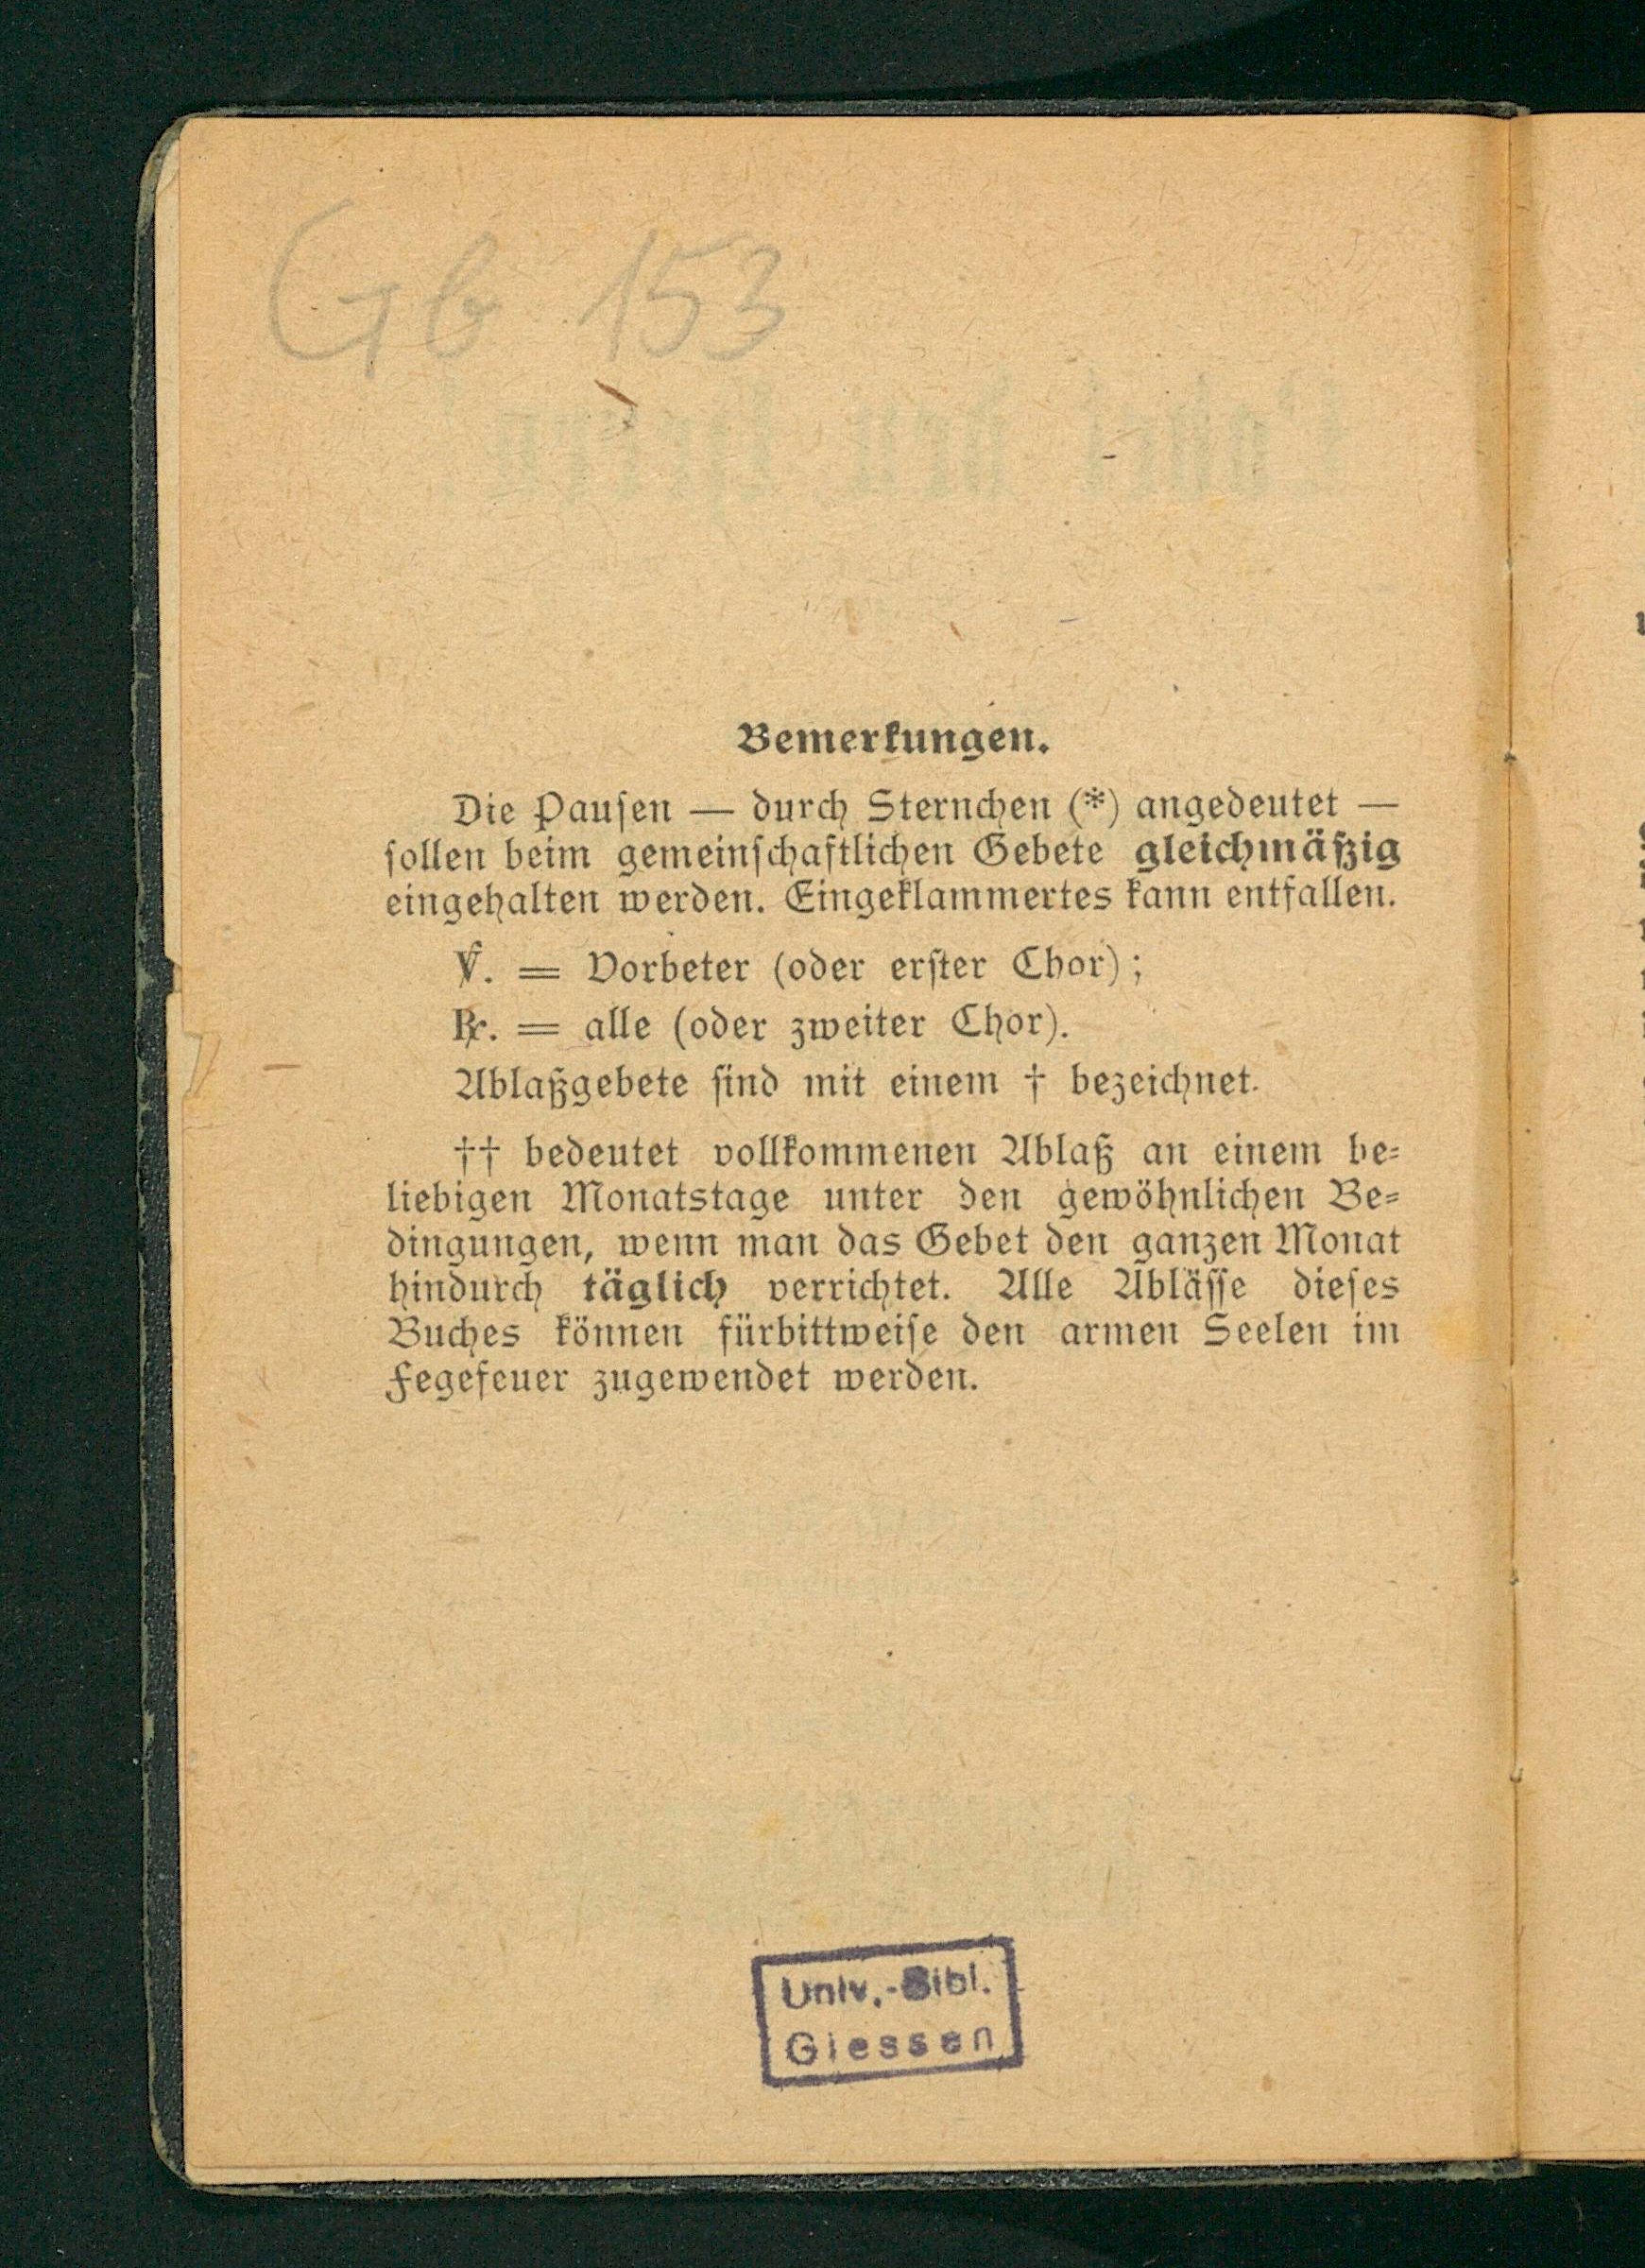 Gb 153
Bemerkungen.
Die Pauſen — durch Sternchen (*) angedeutet —
ſollen beim gemeinſchaftlichen Gebete gleichmäßig
eingehalten werden. Eingeklammertes kann entfallen.
℣. = Vorbeter (oder erſter Chor);
℟. = alle (oder zweiter Chor).
Ablaßgebete ſind mit einem † bezeichnet.
†† bedeutet vollkommenen Ablaß an einem be-
liebigen Monatstage unter den gewöhnlichen Be-
dingungen, wenn man das Gebet den ganzen Monat
hindurch täglich verrichtet. Alle Abläſſe dieſes
Buches können fürbittweiſe den armen Seelen im
Fegefeuer zugewendet werden.
Univ.-Bibl.
Giessen